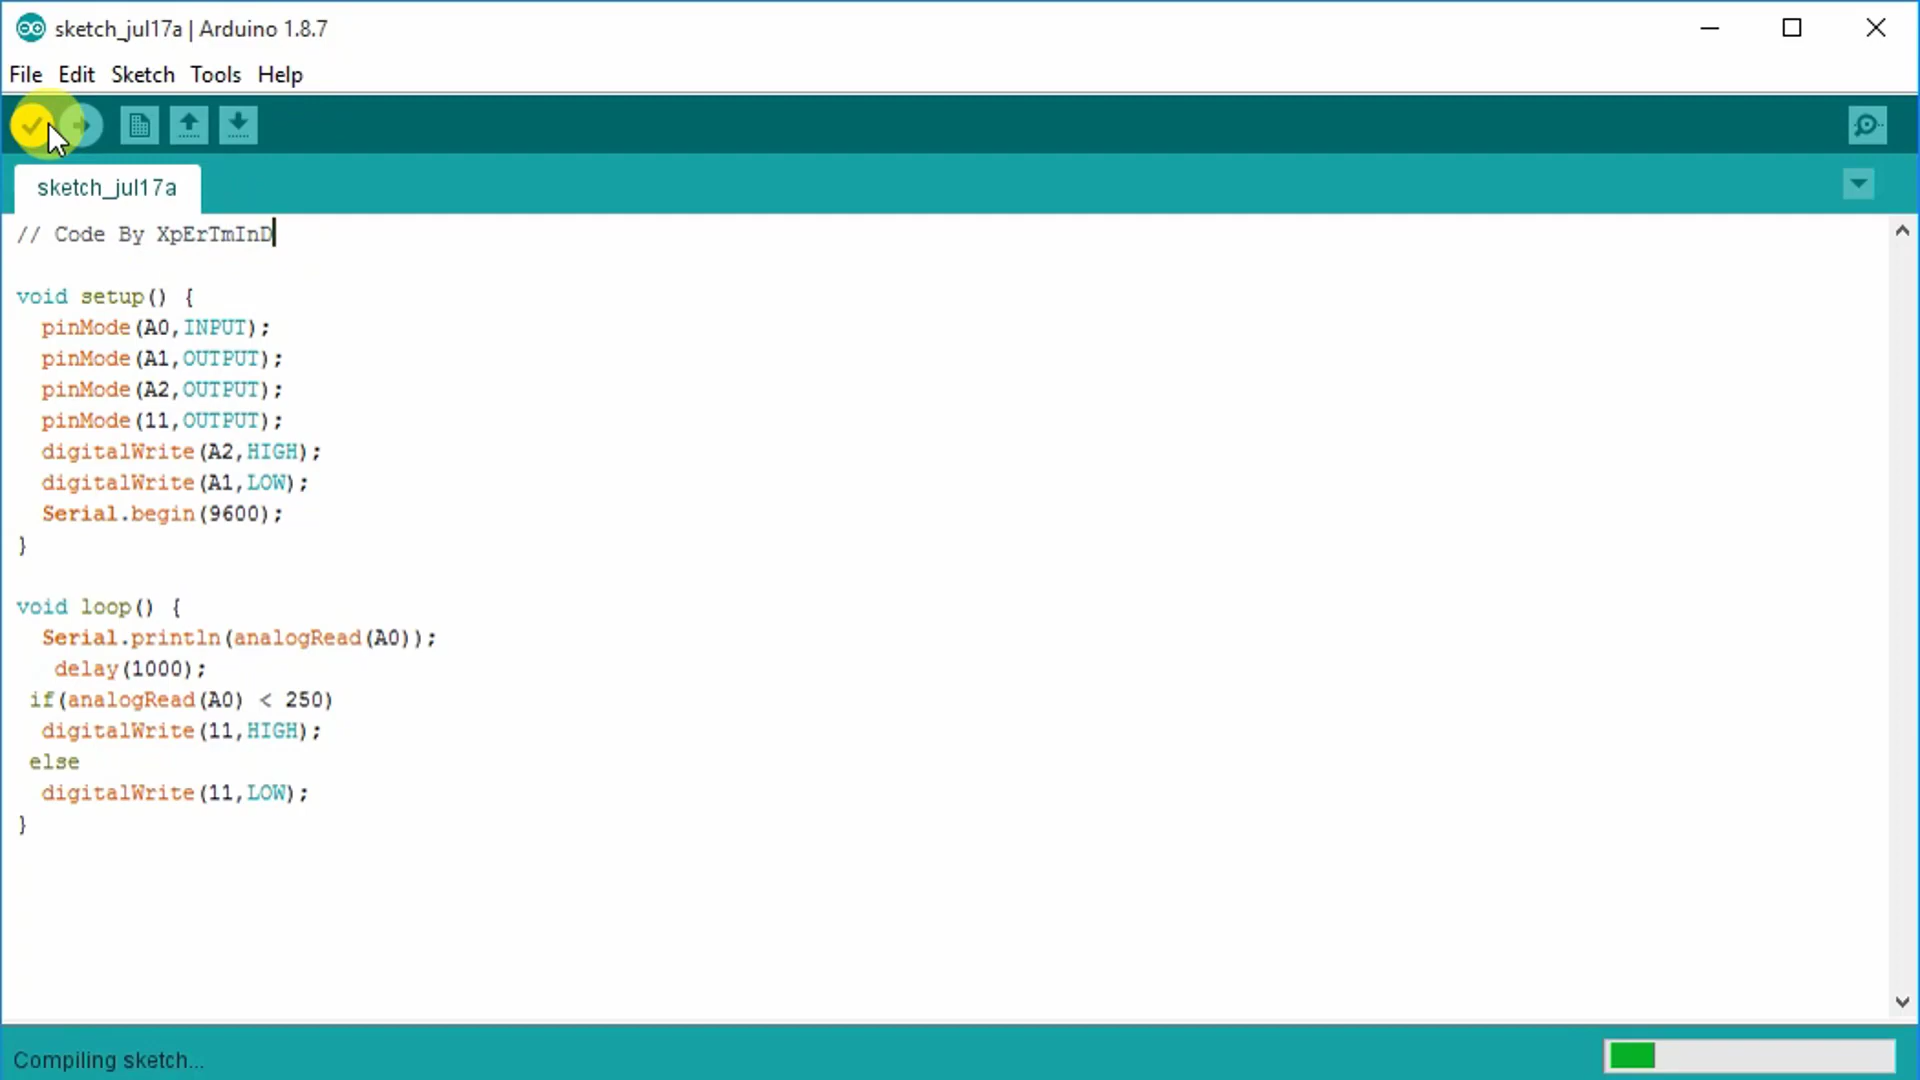 sketch_jul17a | Arduino 1.8.7
File Edit Sketch Tools Help
sketch_jul17a
// Code By XpErTmInD
void setup() {
  pinMode(A0,INPUT);
  pinMode(A1,OUTPUT);
  pinMode(A2,OUTPUT);
  pinMode(11,OUTPUT);
  digitalWrite(A2,HIGH);
  digitalWrite(A1,LOW);
  Serial.begin(9600);
}
void loop() {
  Serial.println(analogRead(A0));
   delay(1000);
 if(analogRead(A0) < 250)
  digitalWrite(11,HIGH);
 else
  digitalWrite(11,LOW);
}
Compiling sketch...